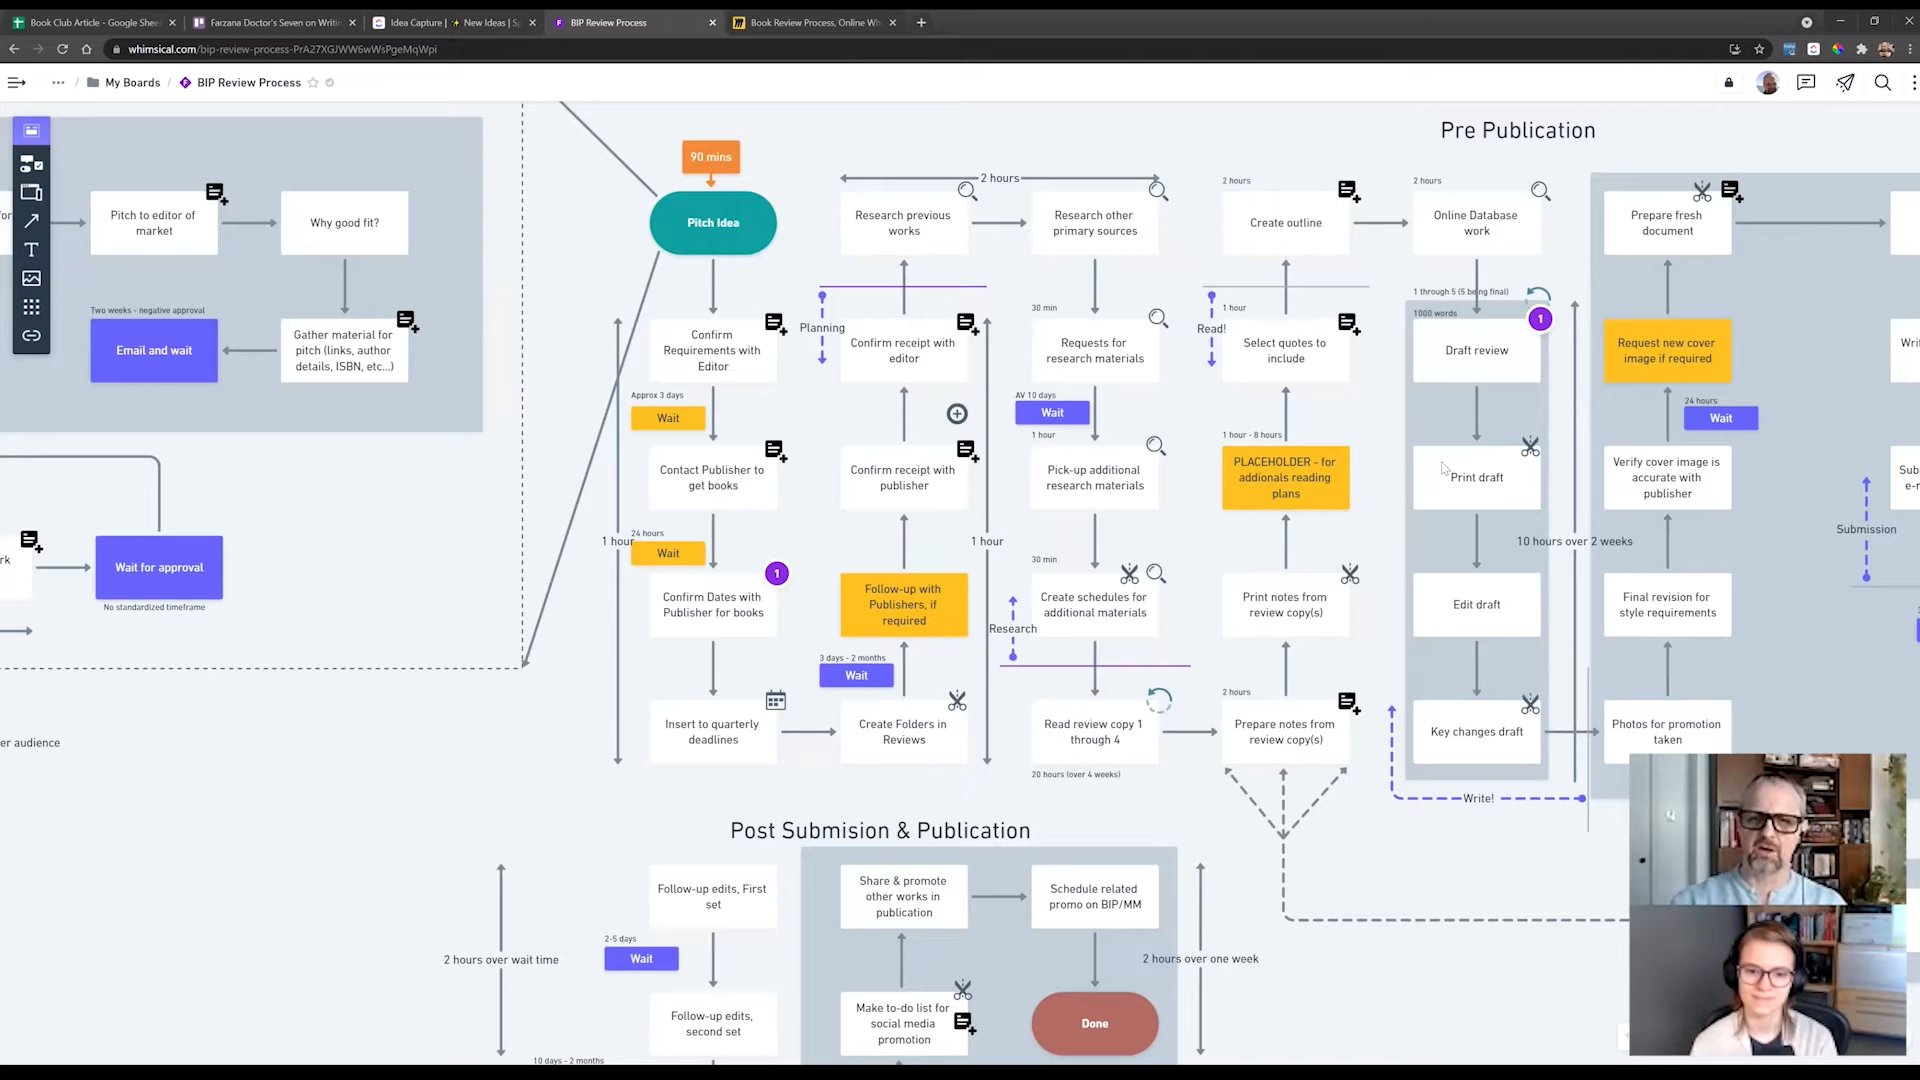 Book Club Article - Google Shee
Farzana Doctor's Seven on Writi
Idea Capture | ✨ New Ideas | S
BIP Review Process
Book Review Process, Online Wh
whimsical.com/bip-review-process-PrA27XGJWW6wWsPgeMqWpi
... / My Boards / BIP Review Process
Pre Publication
90 mins
Pitch Idea
Pitch to editor of
market
Why good fit?
Two weeks - negative approval
Email and wait
Gather material for
pitch (links, author
details, ISBN, etc...)
Wait for approval
No standardized timeframe
er audience
Confirm
Requirements with
Editor
Approx 3 days
Wait
Contact Publisher to
get books
24 hours
Wait
1 hour
Confirm Dates with
Publisher for books
1
Insert to quarterly
deadlines
Create Folders in
Reviews
3 days - 2 months
Wait
Follow-up with
Publishers, if
required
Confirm receipt with
publisher
Confirm receipt with
editor
Planning
1 hour
Research previous
works
2 hours
Research other
primary sources
30 min
Requests for
research materials
AV 10 days
Wait
1 hour
Pick-up additional
research materials
30 min
Create schedules for
additional materials
Research
Read review copy 1
through 4
20 hours (over 4 weeks)
2 hours
Prepare notes from
review copy(s)
Print notes from
review copy(s)
1 hour - 8 hours
PLACEHOLDER - for
addionals reading
plans
1 hour
Select quotes to
include
Read!
2 hours
Create outline
2 hours
Online Database
work
1 through 5 (5 being final)
1000 words
1
Draft review
Print draft
Edit draft
Key changes draft
Write!
10 hours over 2 weeks
Photos for promotion
taken
Final revision for
style requirements
Verify cover image is
accurate with
publisher
24 hours
Wait
Request new cover
image if required
Prepare fresh
document
Submission
Post Submision & Publication
2 hours over wait time
Follow-up edits, First
set
2-5 days
Wait
Follow-up edits,
second set
10 days - 2 months
Share & promote
other works in
publication
Make to-do list for
social media
promotion
Schedule related
promo on BIP/MM
Done
2 hours over one week